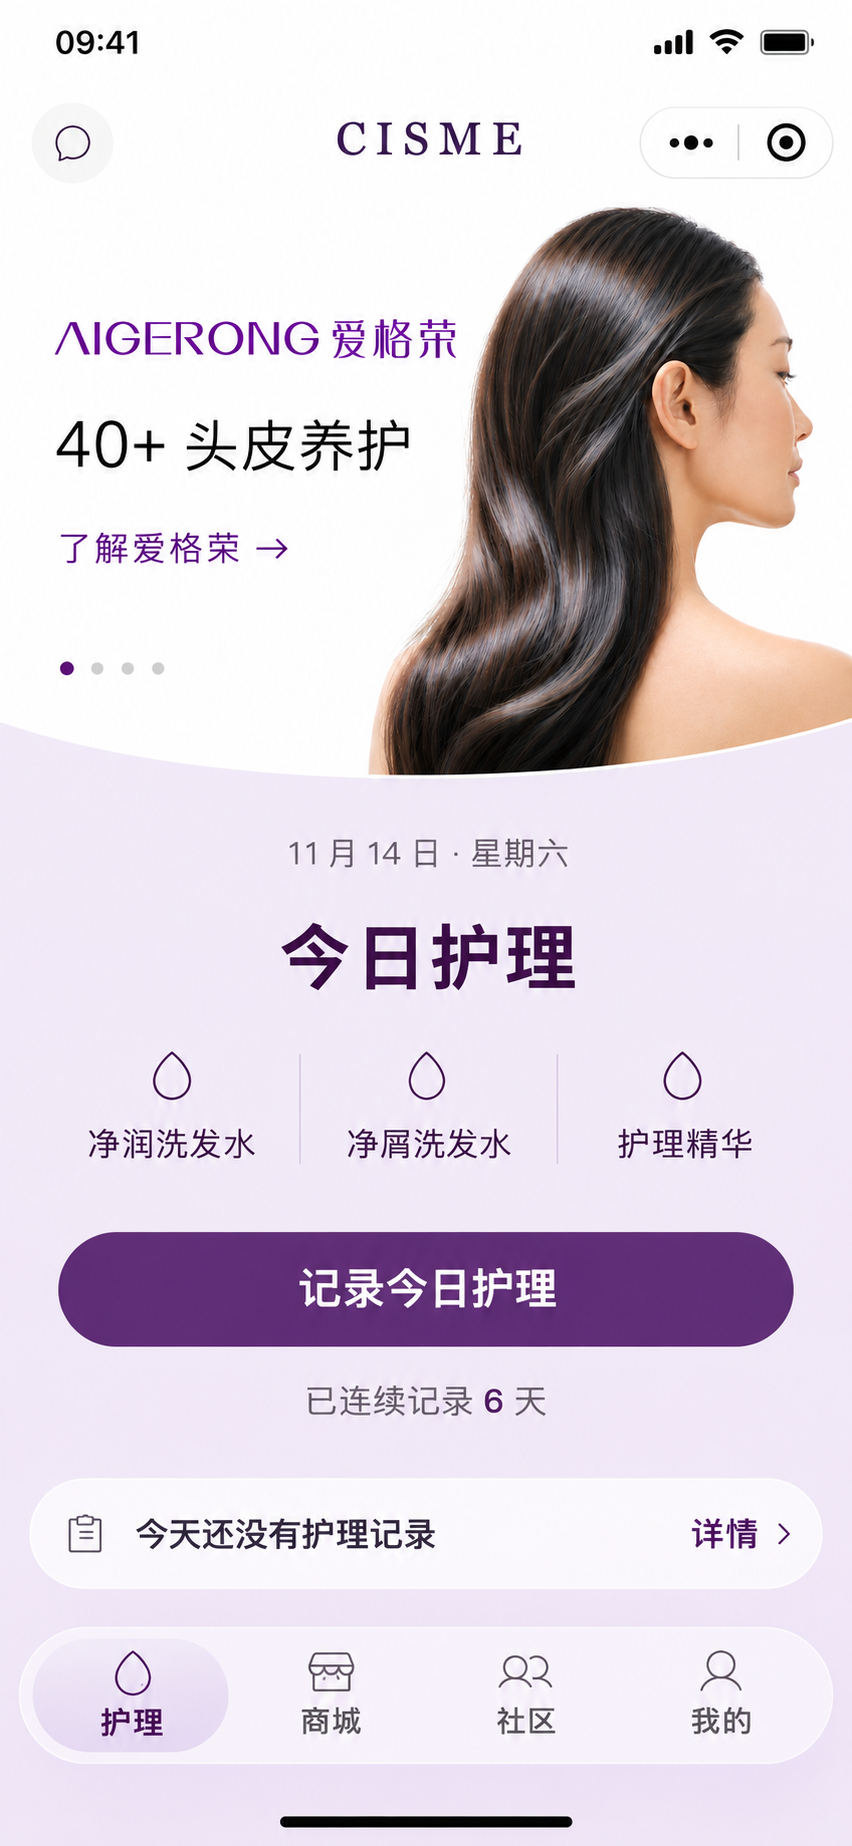 09:41
CISME
AIGERONG 爱格荣
40+ 头皮养护
了解爱格荣 →
11 月 14 日 · 星期六
今日护理
净润洗发水
净屑洗发水
护理精华
记录今日护理
已连续记录 6 天
今天还没有护理记录
详情 >
护理
商城
社区
我的